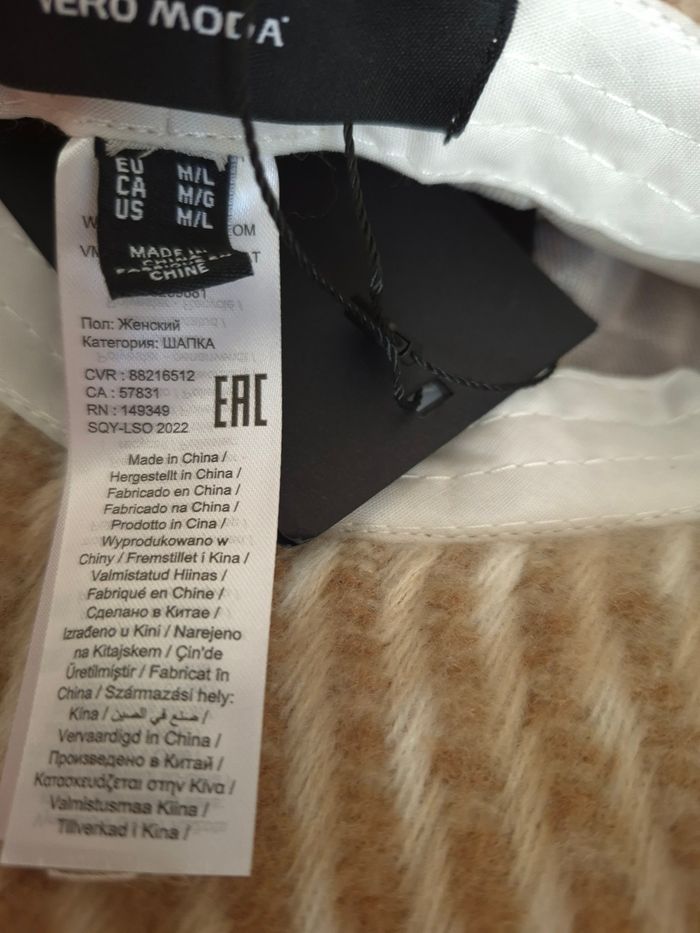 VERO MODA
EU M/L
CA M/G
US M/L
MADE IN
CHINA
FABRIQUÉ EN
CHINE
Пол: Женский
Категория: ШАПКА
CVR : 88216512
CA : 57831
RN : 149349
SQY-LSO 2022
EAC
Made in China /
Hergestellt in China /
Fabricado en China /
Fabricado na China /
Prodotto in Cina /
Wyprodukowano w
Chiny / Fremstillet i Kina /
Valmistatud Hiinas /
Fabriqué en Chine /
Сделано в Китае /
Izrađeno u Kini / Narejeno
na Kitajskem / Çin'de
Üretilmiştir / Fabricat în
China / Származási hely:
Kína / صنع في الصين /
Vervaardigd in China /
Произведено в Китай /
Κατασκευάζεται στην Κίνα /
Valmistusmaa Kiina /
Tillverkad i Kina /